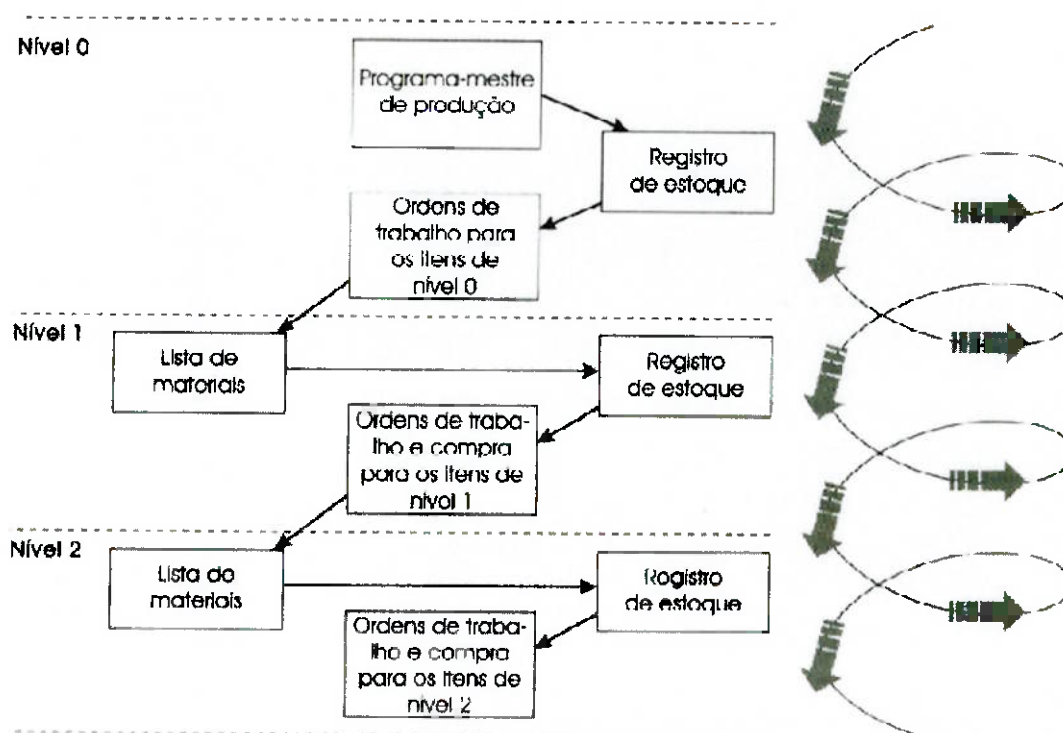 Nível 0
Programa-mestre
de produção
Registro
de estoque
Ordens de
trabalho para
os itens de
nível 0
Nível 1
Lista de
materiais
Registro
de estoque
Ordens de traba-
lho e compra
para os itens de
nível 1
Nível 2
Lista de
materiais
Registro
de estoque
Ordens de traba-
lho e compra
para os itens de
nível 2